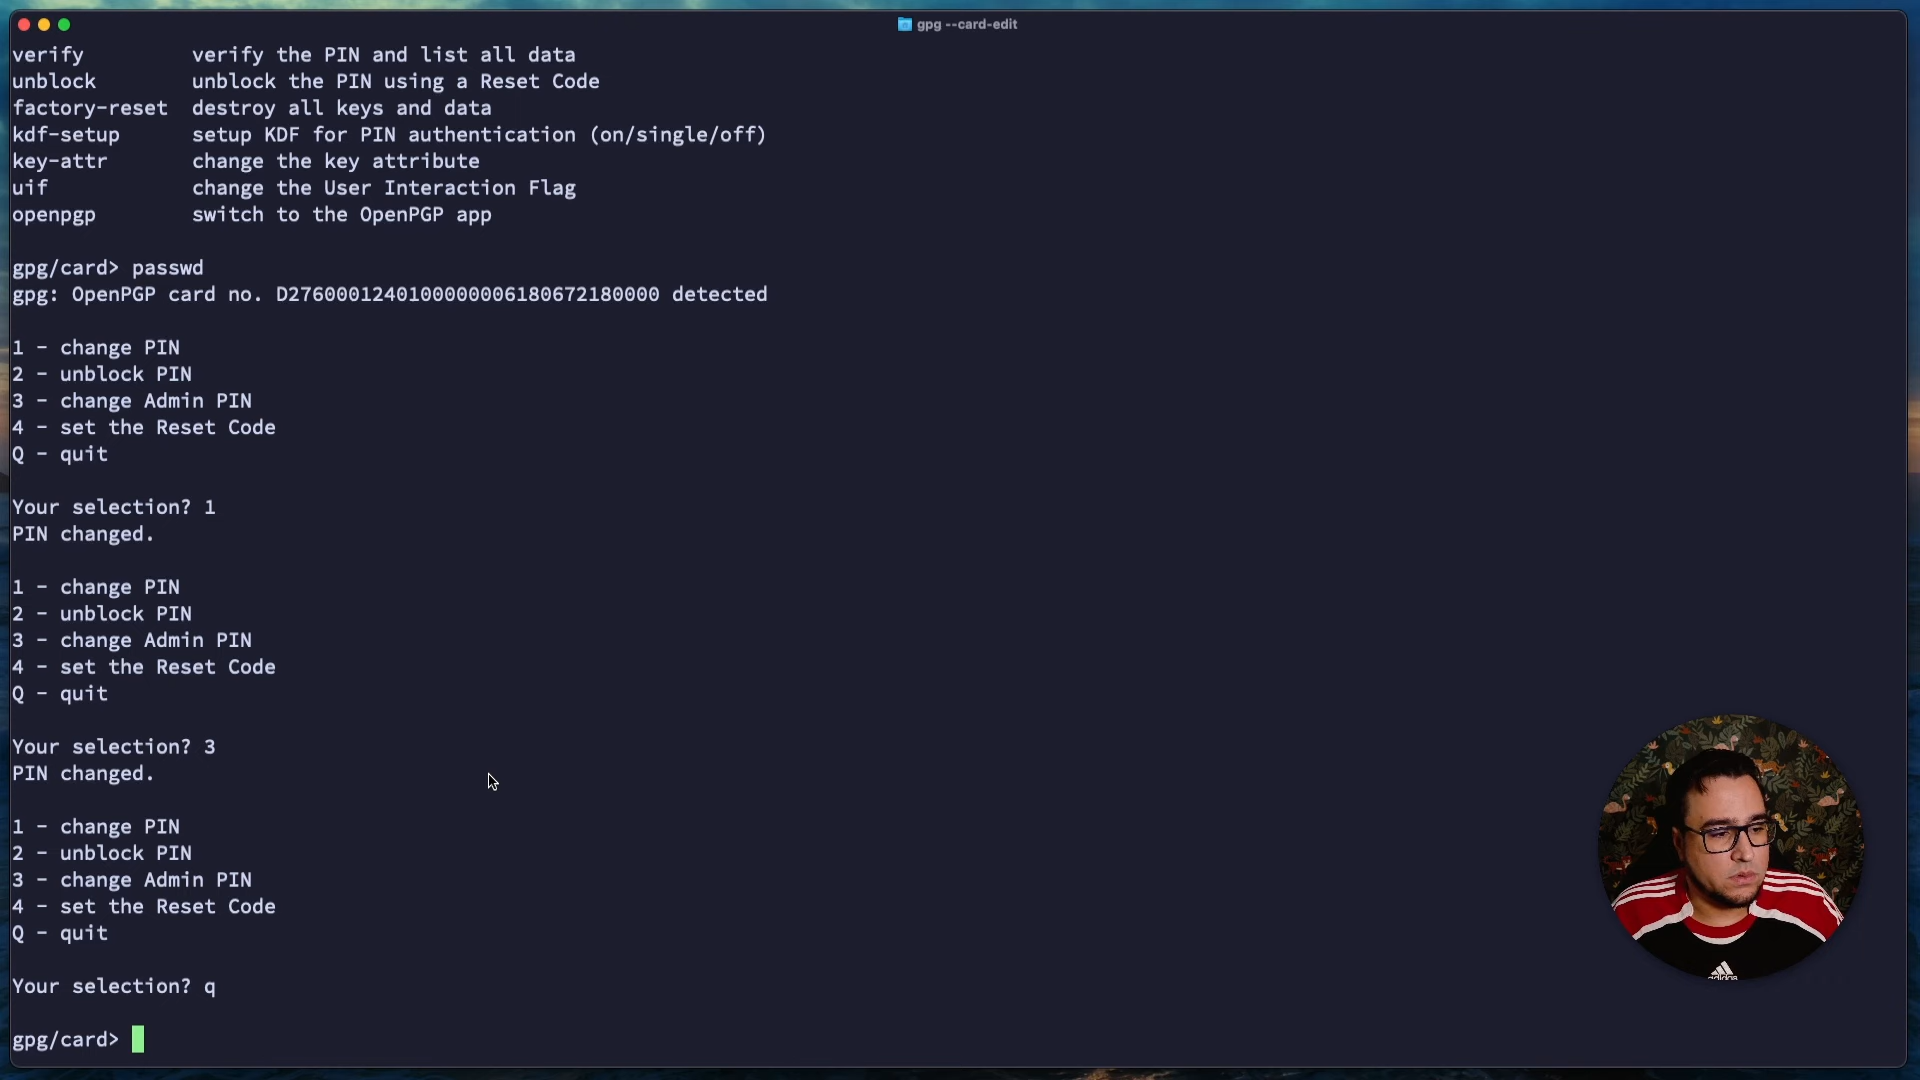 gpg --card-edit
verify verify the PIN and list all data
unblock unblock the PIN using a Reset Code
factory-reset destroy all keys and data
kdf-setup setup KDF for PIN authentication (on/single/off)
key-attr change the key attribute
uif change the User Interaction Flag
openpgp switch to the OpenPGP app
gpg/card> passwd
gpg: OpenPGP card no. D2760001240100000006180672180000 detected
1 - change PIN
2 - unblock PIN
3 - change Admin PIN
4 - set the Reset Code
Q - quit
Your selection? 1
PIN changed.
1 - change PIN
2 - unblock PIN
3 - change Admin PIN
4 - set the Reset Code
Q - quit
Your selection? 3
PIN changed.
1 - change PIN
2 - unblock PIN
3 - change Admin PIN
4 - set the Reset Code
Q - quit
Your selection? q
gpg/card>
adidas